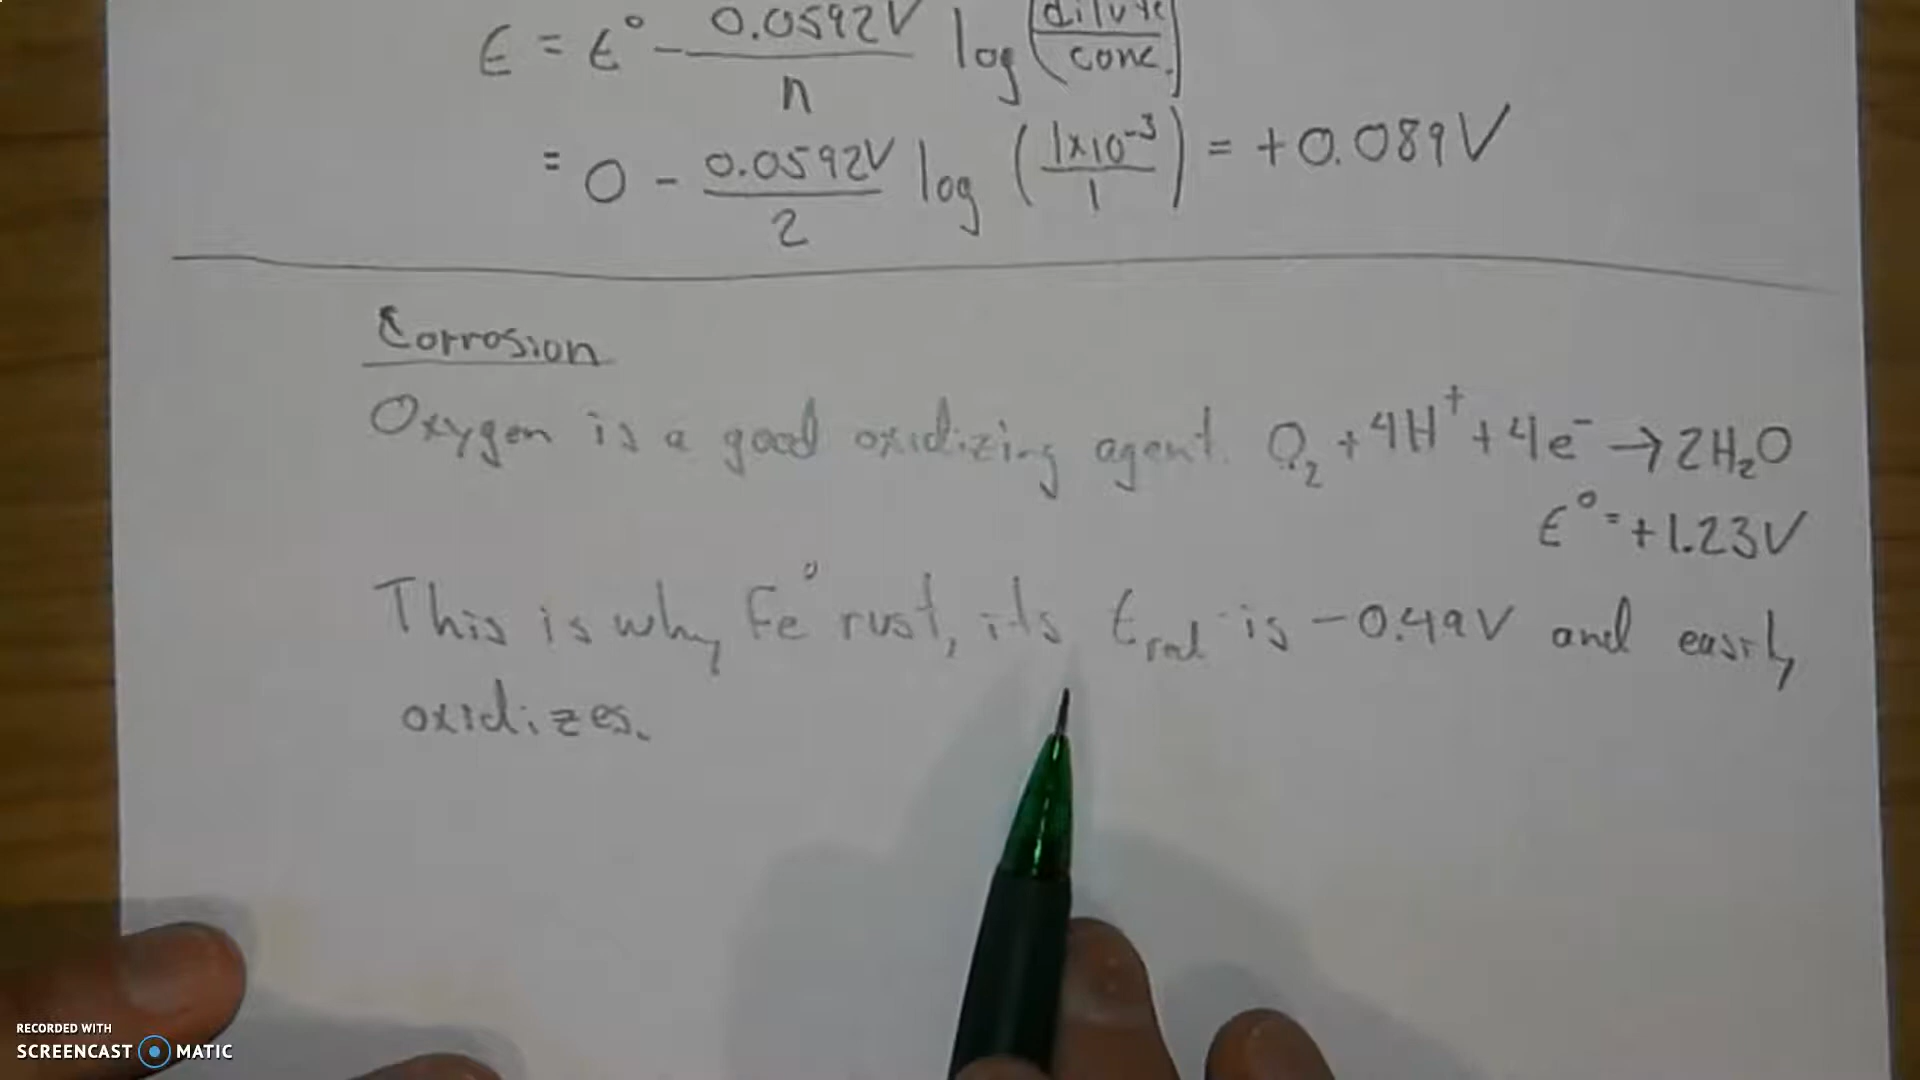 ε = ε° - 0.0592V / n log (dilute / conc.)
= 0 - 0.0592V / 2 log (1×10⁻³ / 1) = +0.089V
Corrosion
Oxygen is a good oxidizing agent. O₂ + 4H⁺ + 4e⁻ → 2H₂O
ε° = +1.23V
This is why Fe° rust, its ε_red is -0.49V and easily
oxidizes.
RECORDED WITH
SCREENCAST MATIC